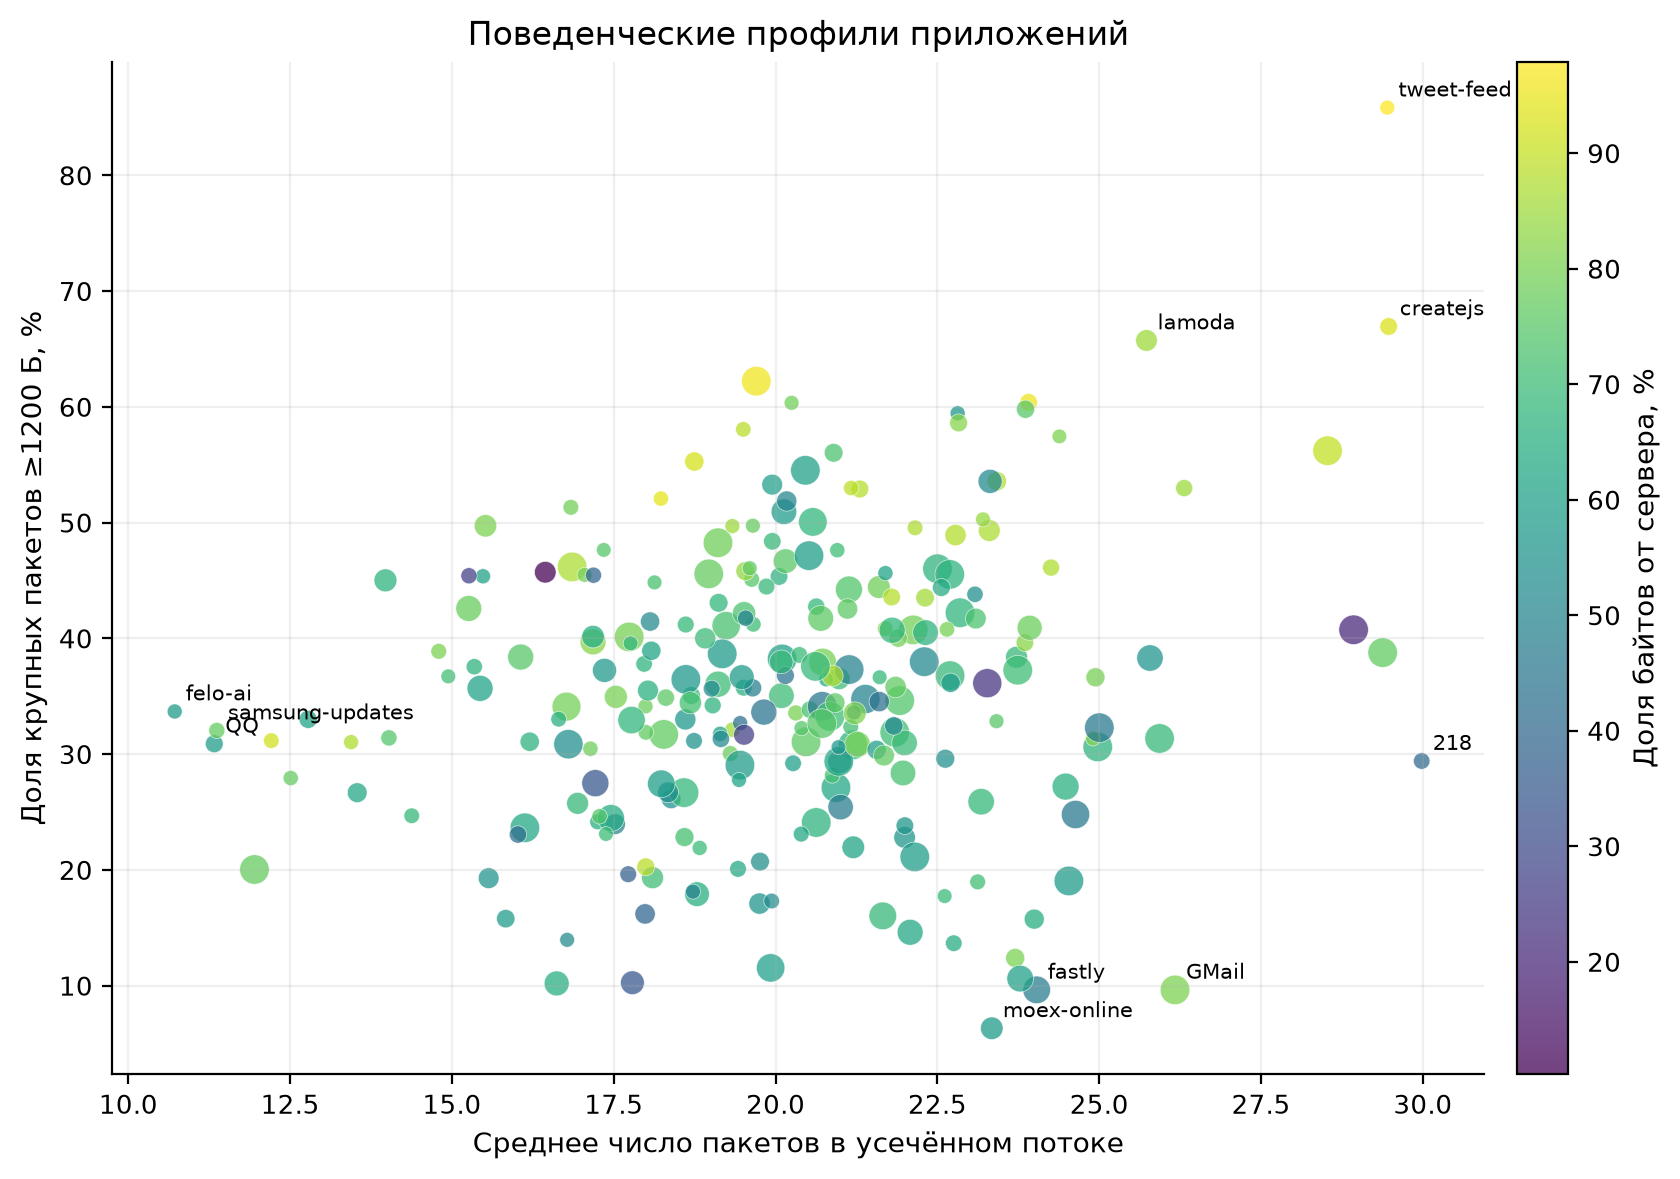 Поведенческие профили приложений
tweet-feed
createjs
lamoda
felo-ai
samsung-updates
QQ
218
fastly
GMail
moex-online
80
70
60
50
40
30
20
10
10.0 12.5 15.0 17.5 20.0 22.5 25.0 27.5 30.0
Среднее число пакетов в усечённом потоке
Доля крупных пакетов ≥1200 Б, %
90
80
70
60
50
40
30
20
Доля байтов от сервера, %